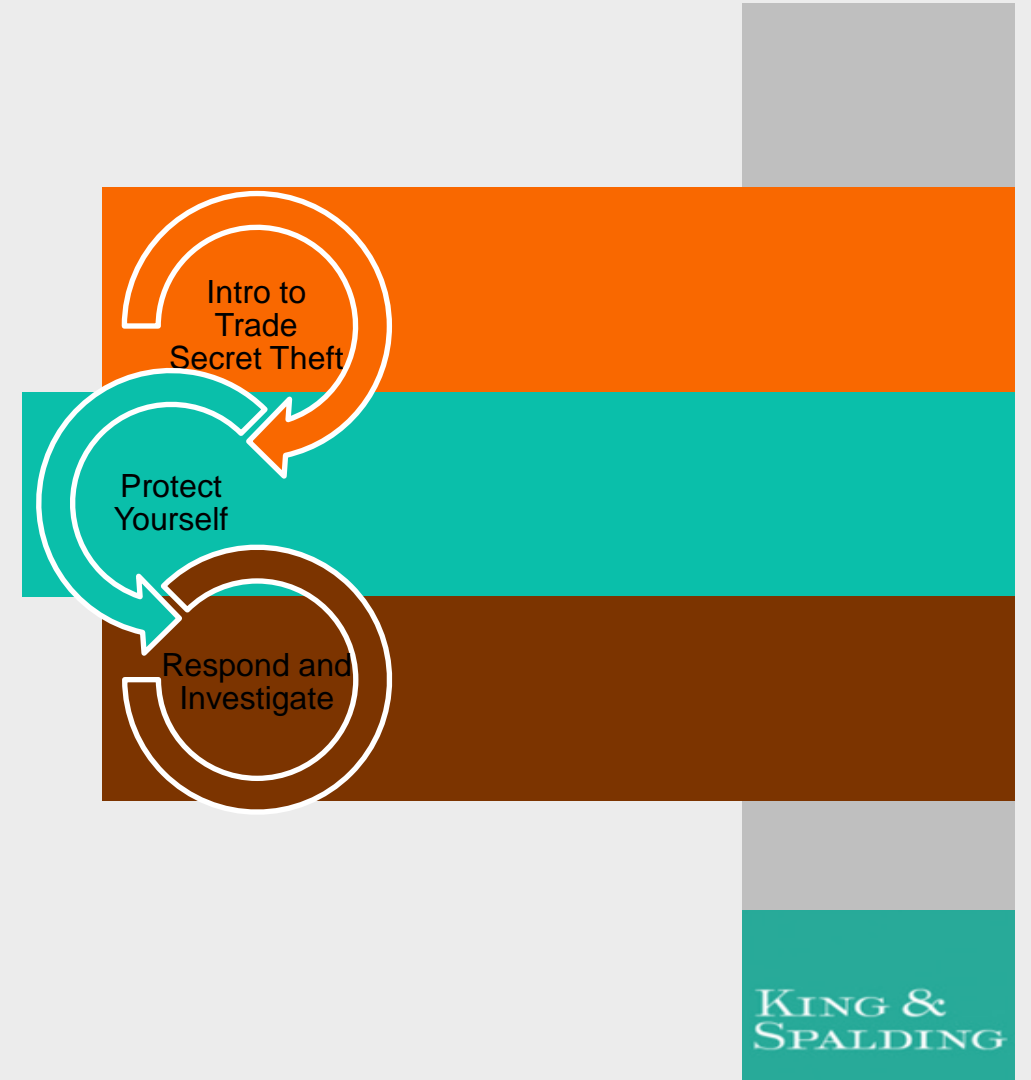 Intro to
Trade
Secret Theft
Protect
Yourself
Respond and
Investigate
KING &
SPALDING